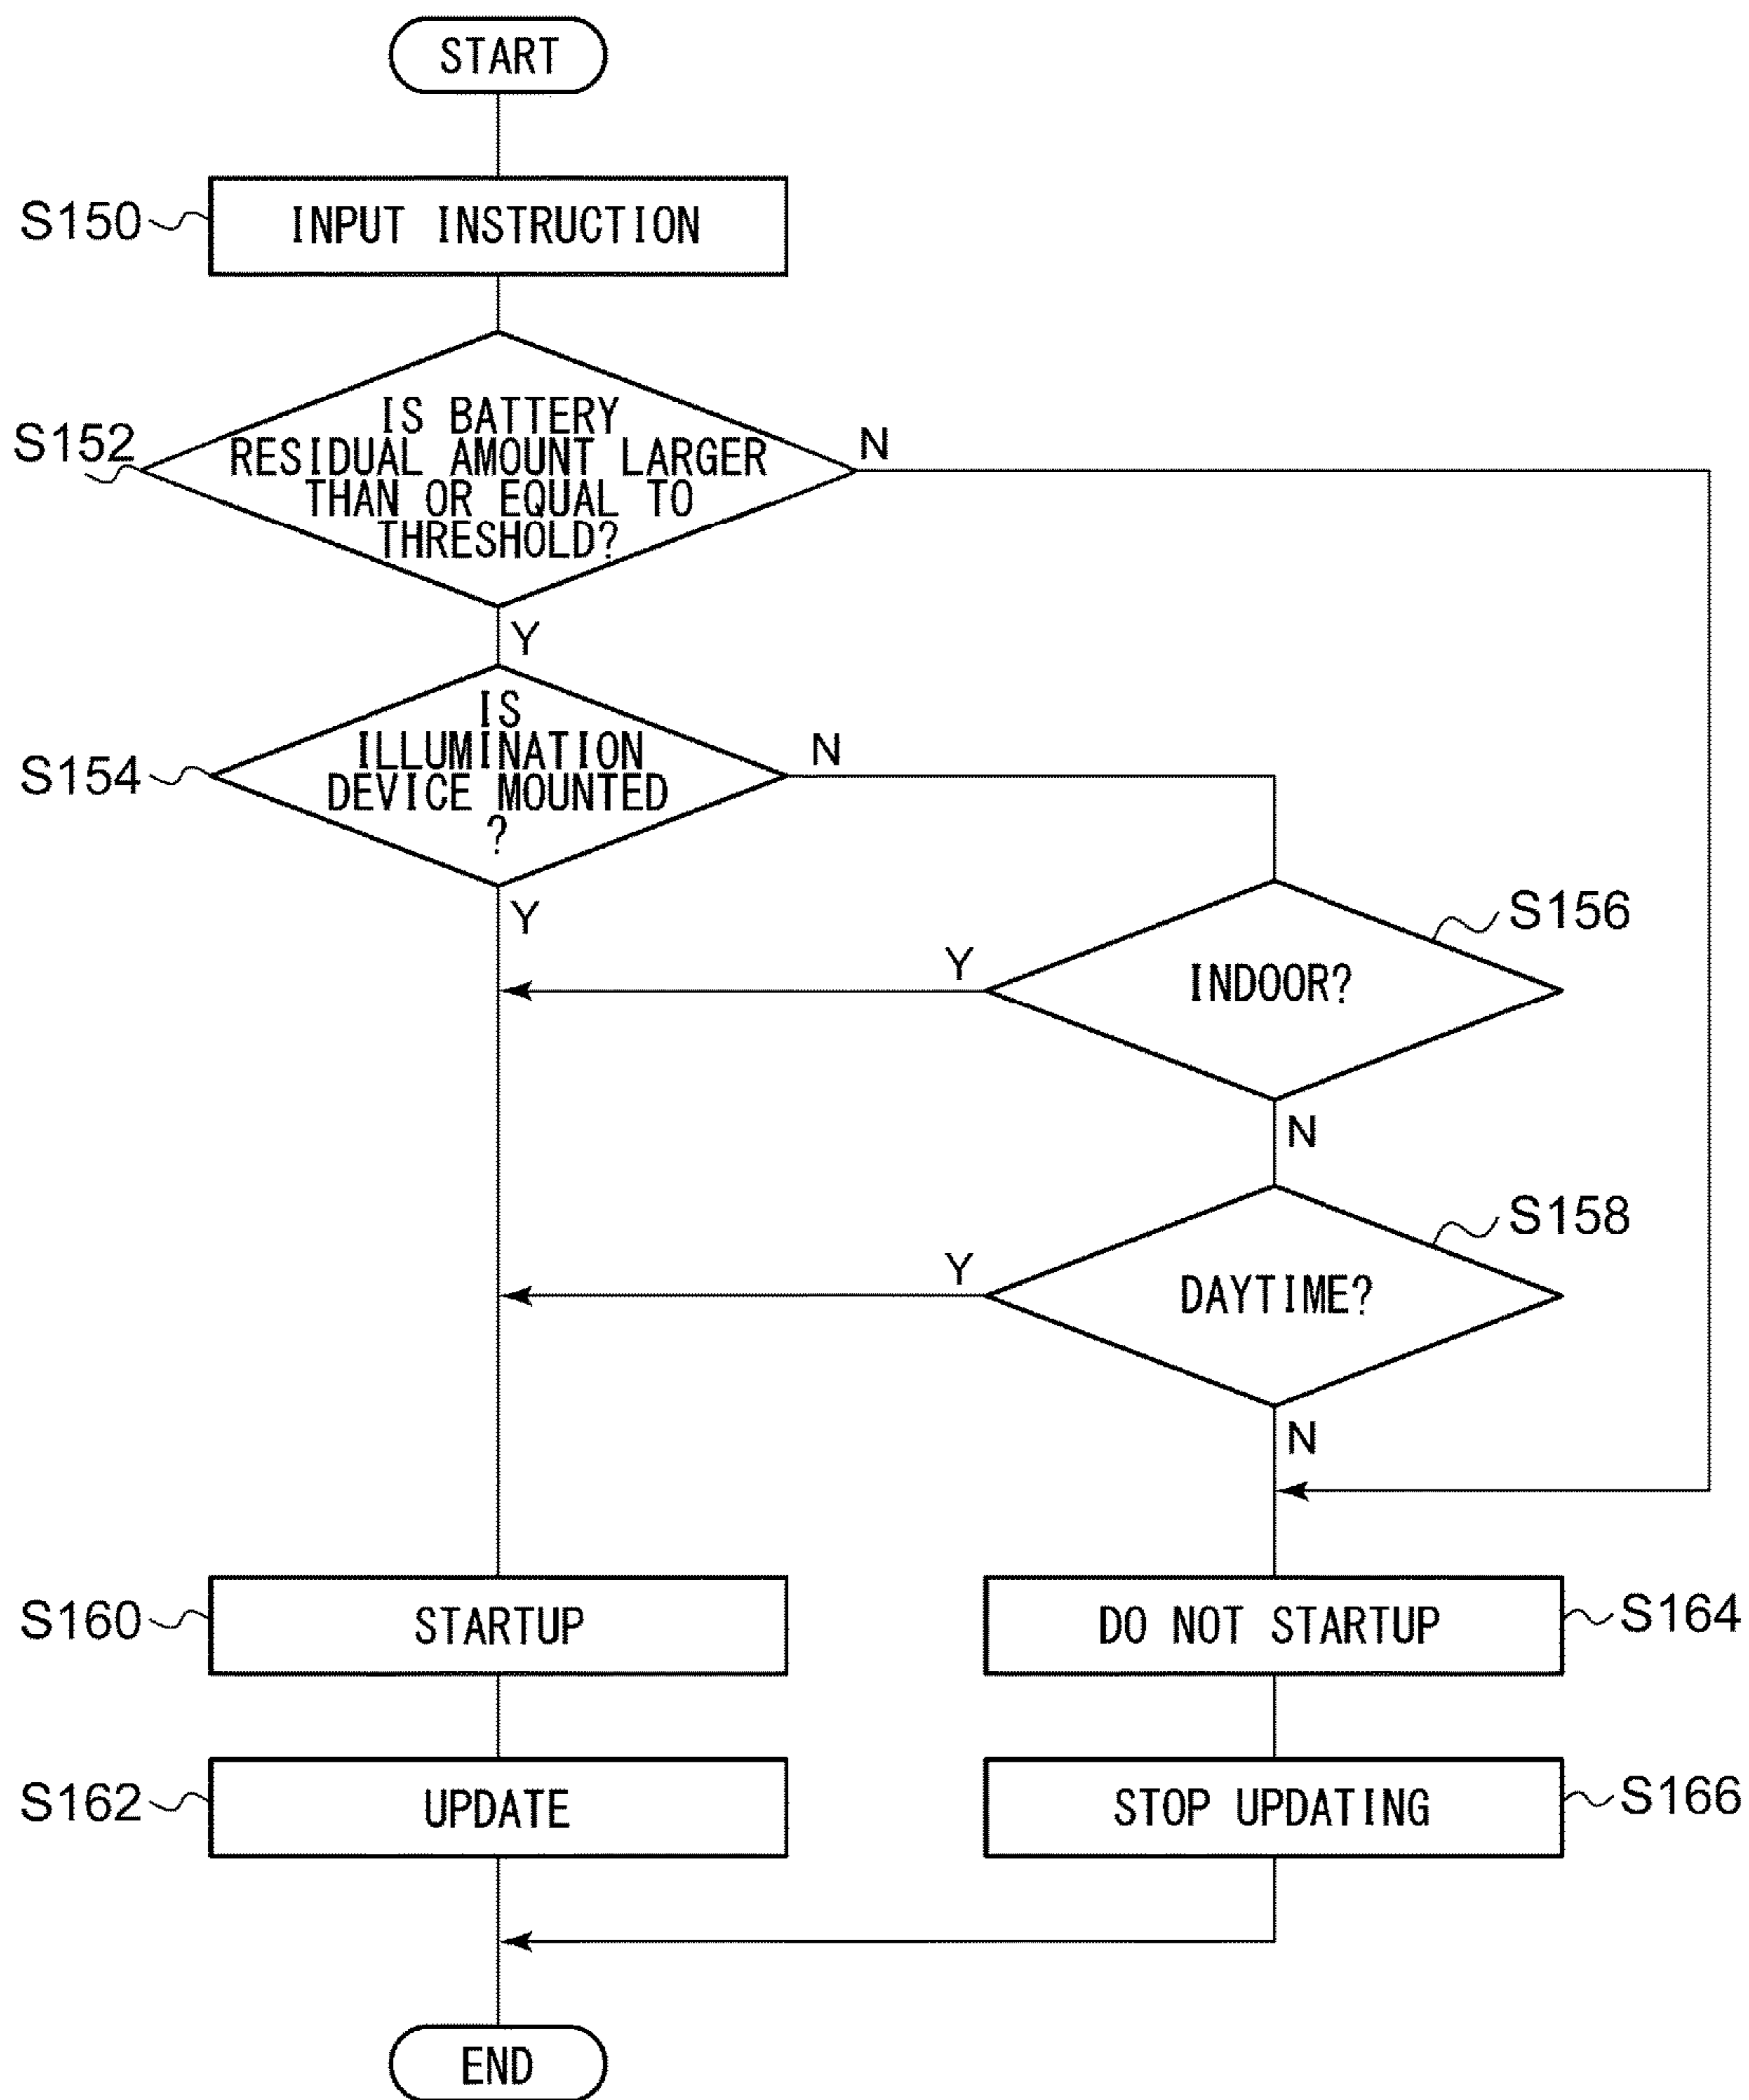 START
S150
INPUT INSTRUCTION
S152
IS BATTERY
RESIDUAL AMOUNT LARGER
THAN OR EQUAL TO
THRESHOLD?
N
Y
S154
IS
ILLUMINATION
DEVICE MOUNTED
?
N
Y
S156
INDOOR?
Y
N
S158
DAYTIME?
Y
N
S160
STARTUP
DO NOT STARTUP
S164
S162
UPDATE
STOP UPDATING
S166
END